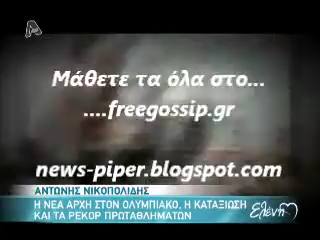 Μάθετε τα όλα στο...
....freegossip.gr
news-piper.blogspot.com
ΑΝΤΩΝΗΣ ΝΙΚΟΠΟΛΙΔΗΣ
Η ΝΕΑ ΑΡΧΗ ΣΤΟΝ ΟΛΥΜΠΙΑΚΟ, Η ΚΑΤΑΞΙΩΣΗ
ΚΑΙ ΤΑ ΡΕΚΟΡ ΠΡΩΤΑΘΛΗΜΑΤΩΝ
Ελένη